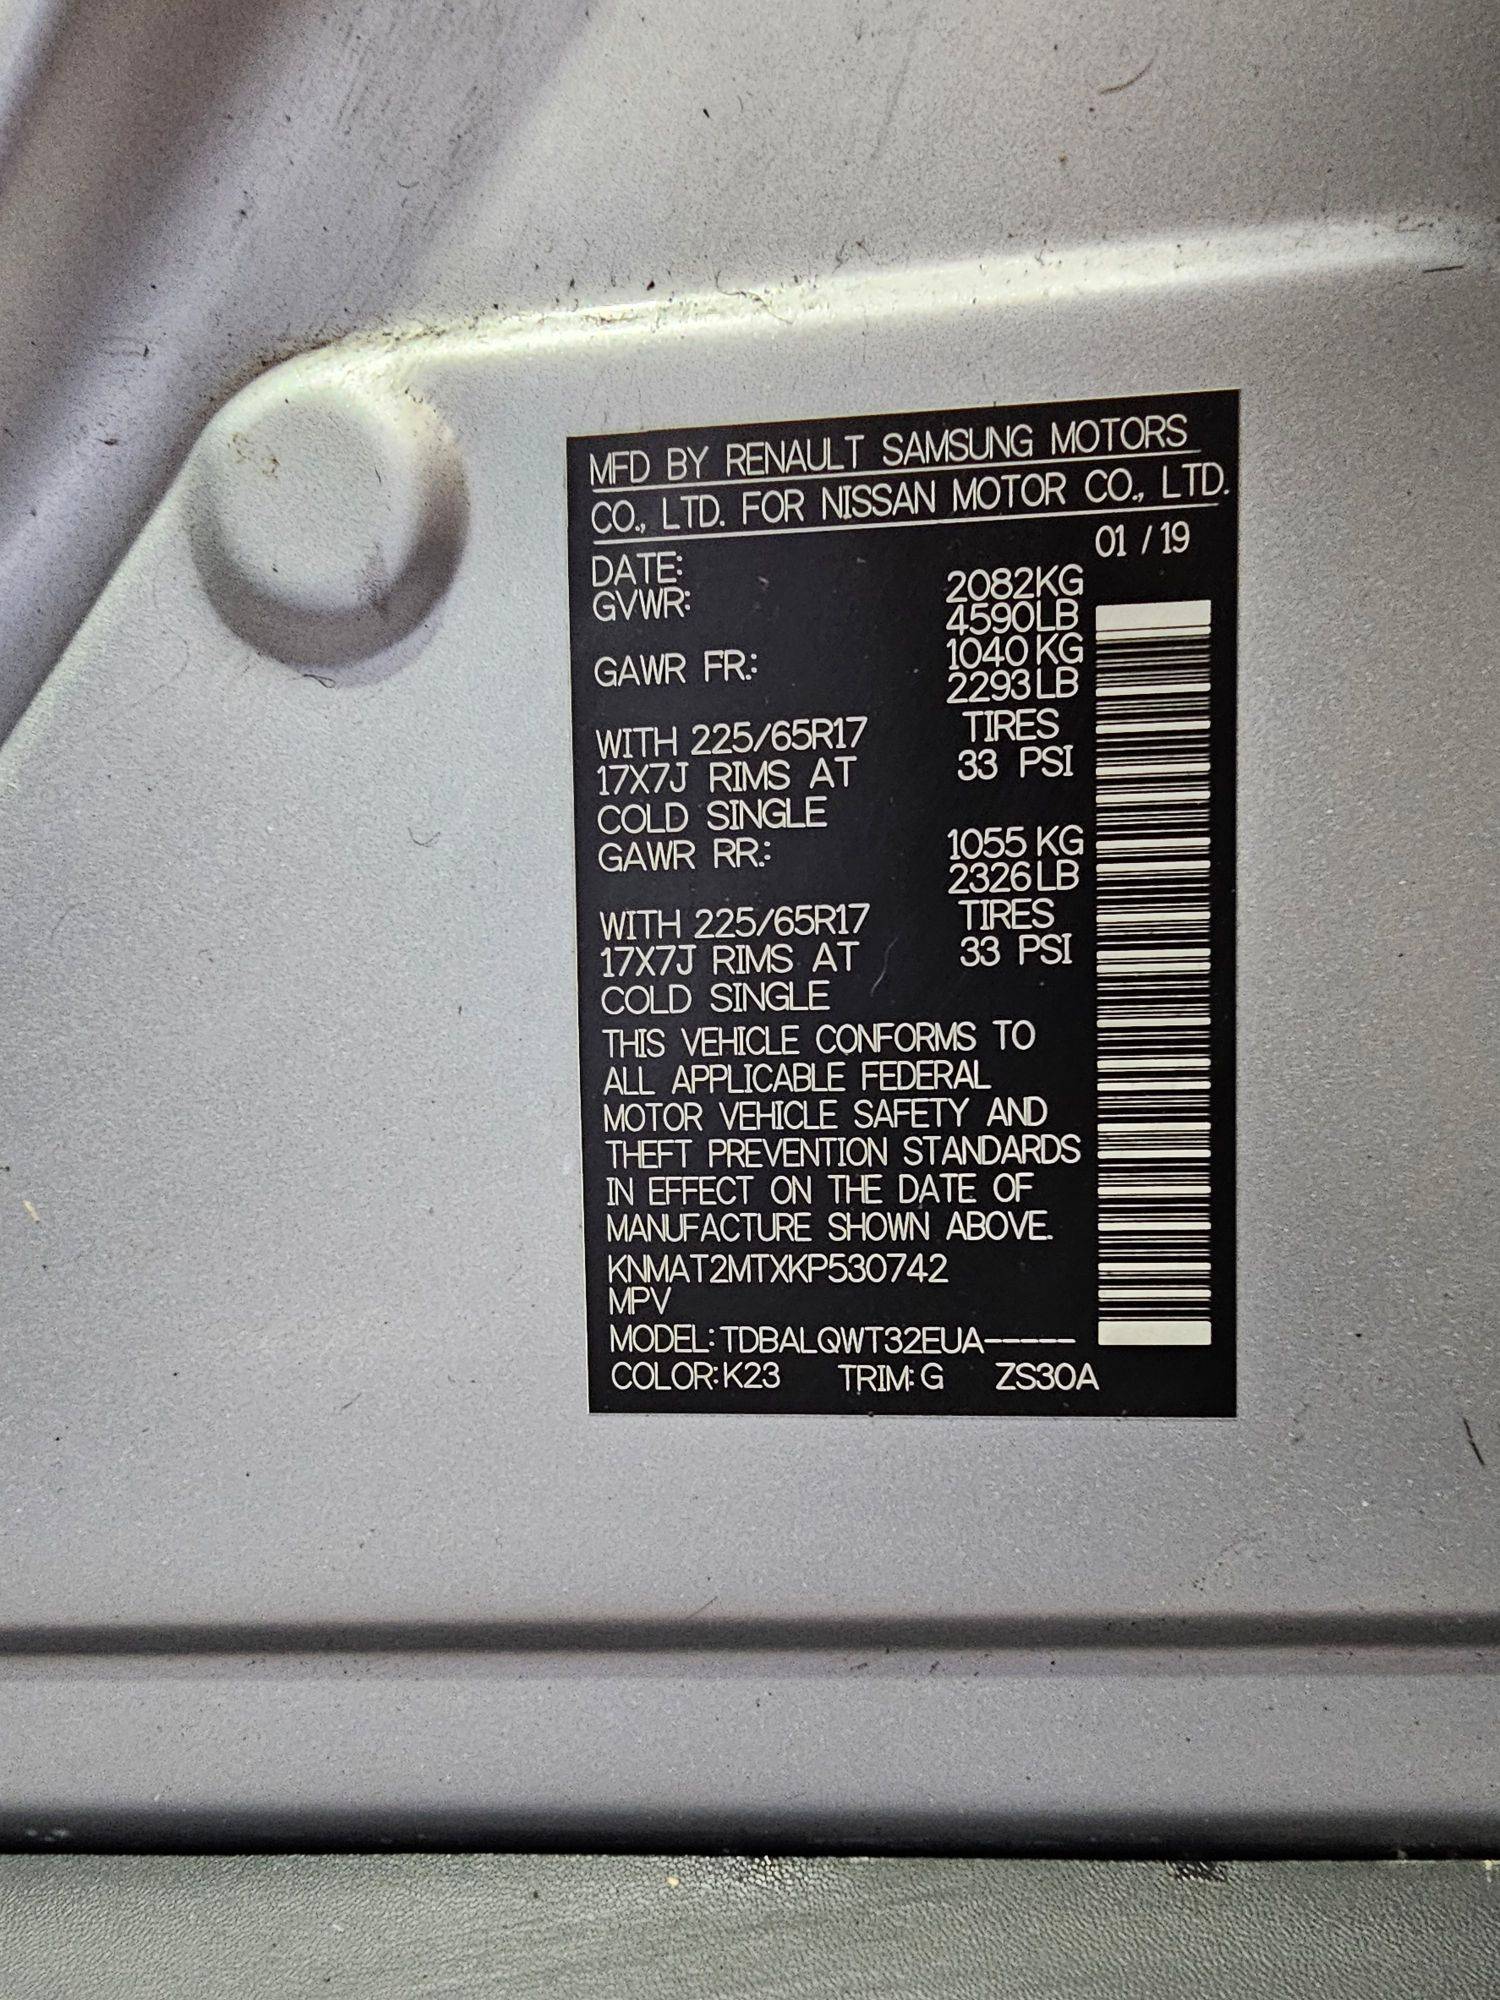 MFD BY RENAULT SAMSUNG MOTORS
CO., LTD. FOR NISSAN MOTOR CO., LTD.
DATE: 01 / 19
GVWR: 2082KG
4590LB
GAWR FR.: 1040 KG
2293LB
WITH 225/65R17 TIRES
17X7J RIMS AT 33 PSI
COLD SINGLE
GAWR RR.: 1055 KG
2326LB
WITH 225/65R17 TIRES
17X7J RIMS AT 33 PSI
COLD SINGLE
THIS VEHICLE CONFORMS TO
ALL APPLICABLE FEDERAL
MOTOR VEHICLE SAFETY AND
THEFT PREVENTION STANDARDS
IN EFFECT ON THE DATE OF
MANUFACTURE SHOWN ABOVE.
KNMAT2MTXKP530742
MPV
MODEL: TDBALQWT32EUA-----
COLOR: K23 TRIM: G ZS30A